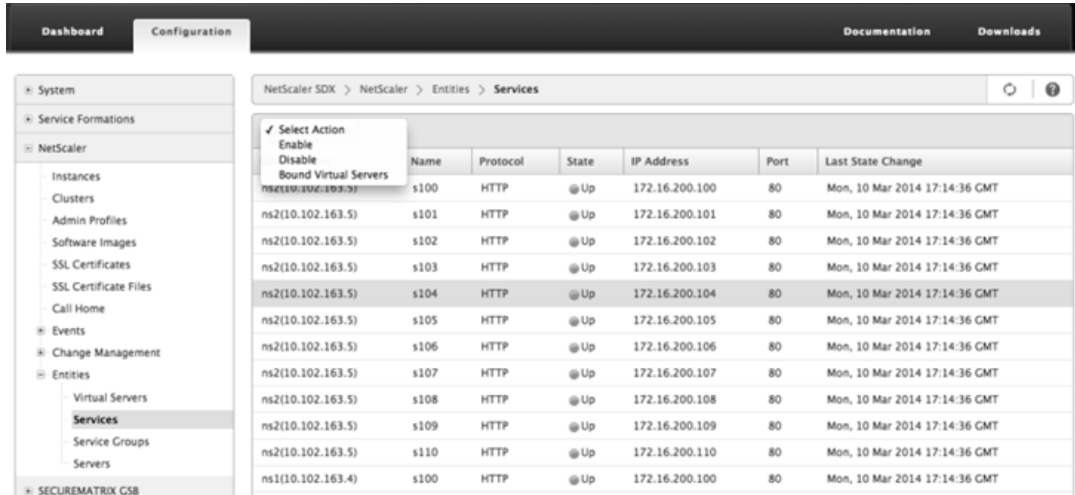 Dashboard Configuration Documentation Downloads
System
Service Formations
NetScaler
Instances
Clusters
Admin Profiles
Software Images
SSL Certificates
SSL Certificate Files
Call Home
Events
Change Management
Entities
Virtual Servers
Services
Service Groups
Servers
SECUREMATRIX GSB
NetScaler SDX > NetScaler > Entities > Services
✓ Select Action
Enable
Disable
Bound Virtual Servers
Name Protocol State IP Address Port Last State Change
ns2(10.102.163.5) s100 HTTP Up 172.16.200.100 80 Mon, 10 Mar 2014 17:14:36 GMT
ns2(10.102.163.5) s101 HTTP Up 172.16.200.101 80 Mon, 10 Mar 2014 17:14:36 GMT
ns2(10.102.163.5) s102 HTTP Up 172.16.200.102 80 Mon, 10 Mar 2014 17:14:36 GMT
ns2(10.102.163.5) s103 HTTP Up 172.16.200.103 80 Mon, 10 Mar 2014 17:14:36 GMT
ns2(10.102.163.5) s104 HTTP Up 172.16.200.104 80 Mon, 10 Mar 2014 17:14:36 GMT
ns2(10.102.163.5) s105 HTTP Up 172.16.200.105 80 Mon, 10 Mar 2014 17:14:36 GMT
ns2(10.102.163.5) s106 HTTP Up 172.16.200.106 80 Mon, 10 Mar 2014 17:14:36 GMT
ns2(10.102.163.5) s107 HTTP Up 172.16.200.107 80 Mon, 10 Mar 2014 17:14:36 GMT
ns2(10.102.163.5) s108 HTTP Up 172.16.200.108 80 Mon, 10 Mar 2014 17:14:36 GMT
ns2(10.102.163.5) s109 HTTP Up 172.16.200.109 80 Mon, 10 Mar 2014 17:14:36 GMT
ns2(10.102.163.5) s110 HTTP Up 172.16.200.110 80 Mon, 10 Mar 2014 17:14:36 GMT
ns1(10.102.163.4) s100 HTTP Up 172.16.200.100 80 Mon, 10 Mar 2014 17:14:36 GMT